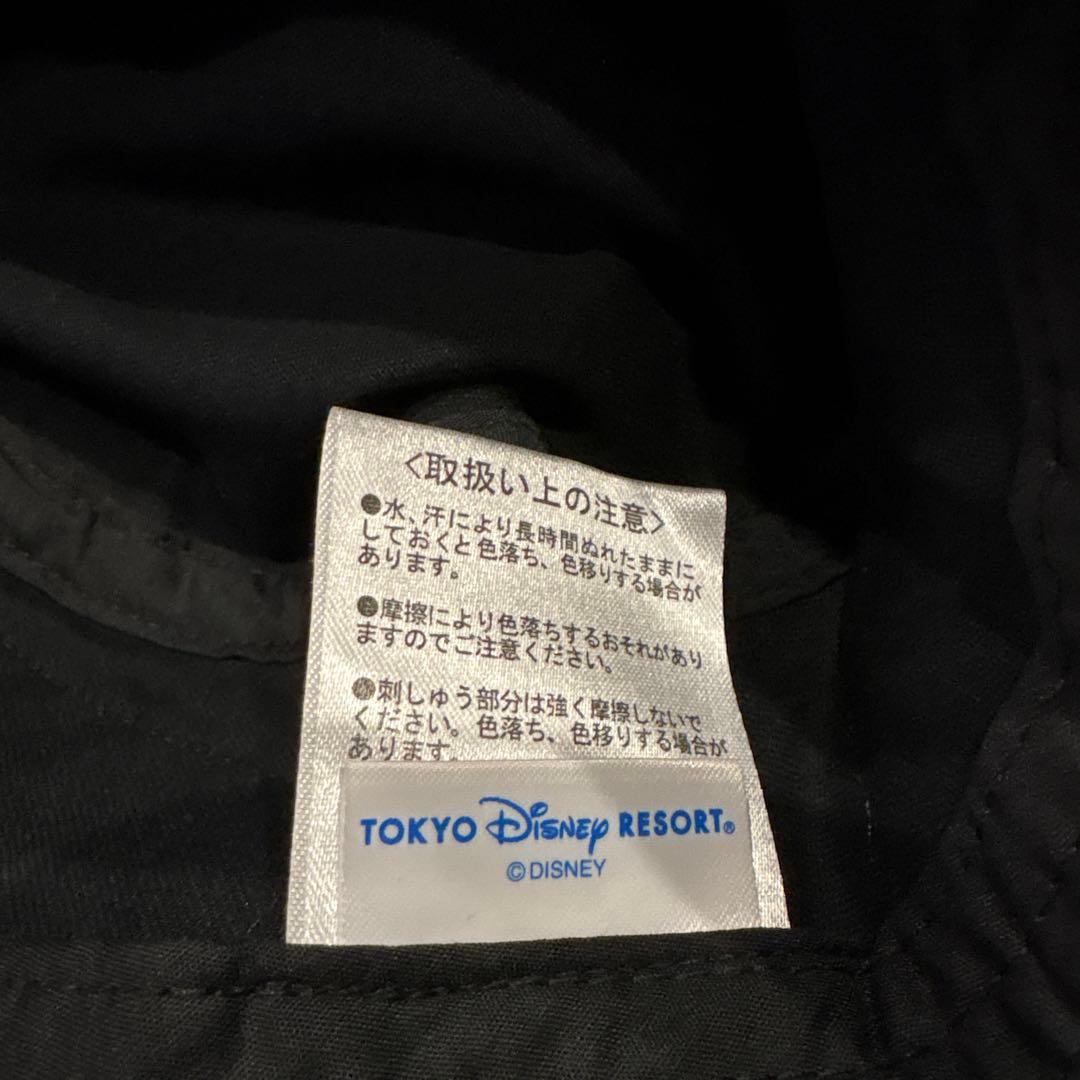 〈取扱い上の注意〉
●水、汗により長時間ぬれたままに
しておくと色落ち、色移りする場合が
あります。
●摩擦により色落ちするおそれがあり
ますのでご注意ください。
●刺しゅう部分は強く摩擦しないで
ください。色落ち、色移りする場合が
あります。
TOKYO Disney RESORT®
©DISNEY